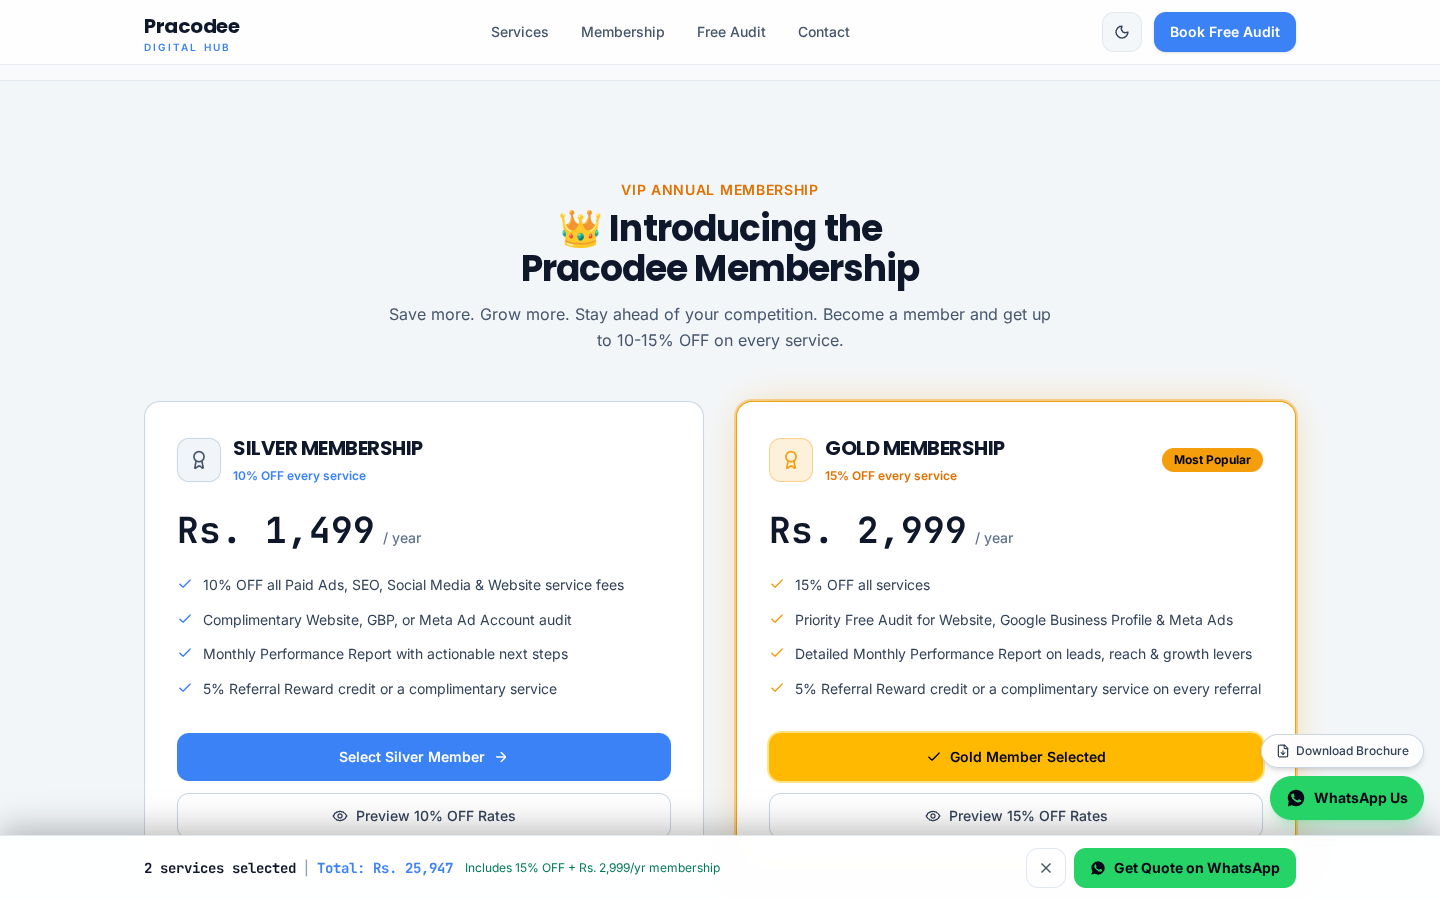 Pracodee
DIGITAL HUB
Services
Membership
Free Audit
Contact
Book Free Audit
VIP ANNUAL MEMBERSHIP
👑 Introducing the
Pracodee Membership
Save more. Grow more. Stay ahead of your competition. Become a member and get up
to 10-15% OFF on every service.
SILVER MEMBERSHIP
10% OFF every service
Rs. 1,499 / year
10% OFF all Paid Ads, SEO, Social Media & Website service fees
Complimentary Website, GBP, or Meta Ad Account audit
Monthly Performance Report with actionable next steps
5% Referral Reward credit or a complimentary service
Select Silver Member →
Preview 10% OFF Rates
GOLD MEMBERSHIP
15% OFF every service
Most Popular
Rs. 2,999 / year
15% OFF all services
Priority Free Audit for Website, Google Business Profile & Meta Ads
Detailed Monthly Performance Report on leads, reach & growth levers
5% Referral Reward credit or a complimentary service on every referral
Gold Member Selected
Preview 15% OFF Rates
Download Brochure
WhatsApp Us
2 services selected | Total: Rs. 25,947 Includes 15% OFF + Rs. 2,999/yr membership
Get Quote on WhatsApp